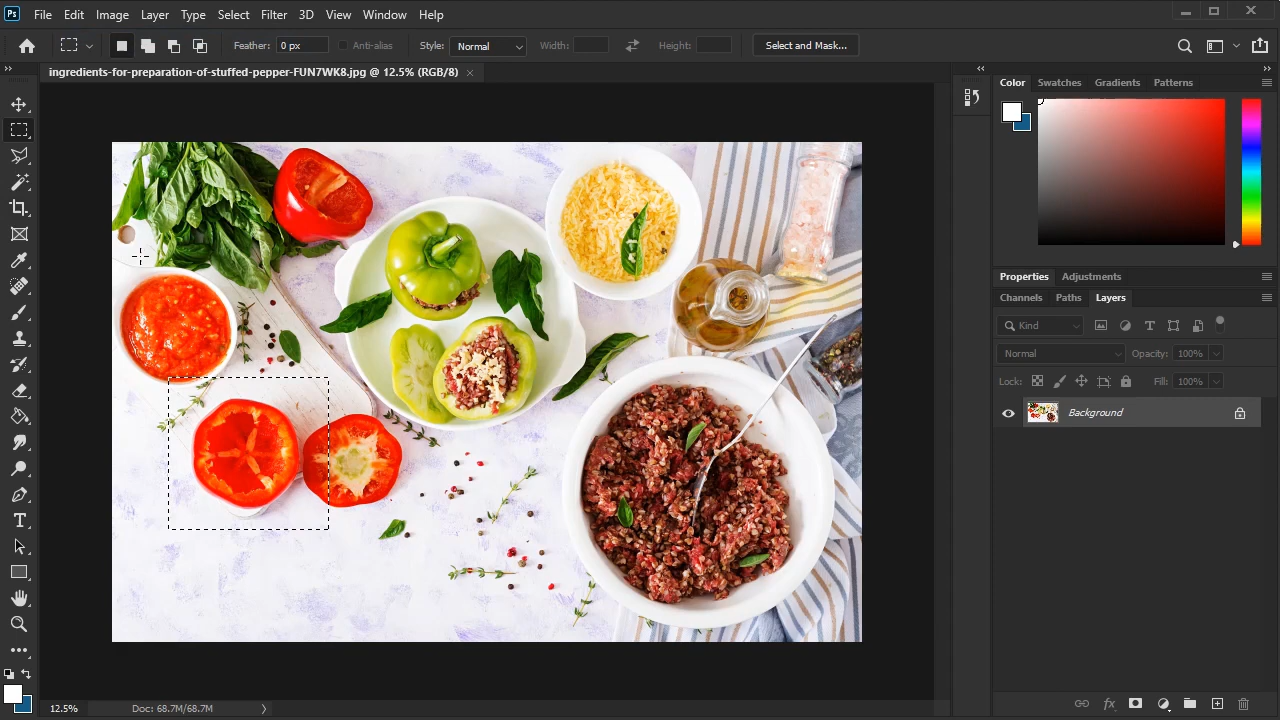 Ps File Edit Image Layer Type Select Filter 3D View Window Help
Feather: 0 px Anti-alias Style: Normal Width: Height: Select and Mask...
ingredients-for-preparation-of-stuffed-pepper-FUN7WK8.jpg @ 12.5% (RGB/8)
Color Swatches Gradients Patterns
Properties Adjustments
Channels Paths Layers
Kind
Normal Opacity: 100%
Lock: Fill: 100%
Background
12.5% Doc: 68.7M/68.7M